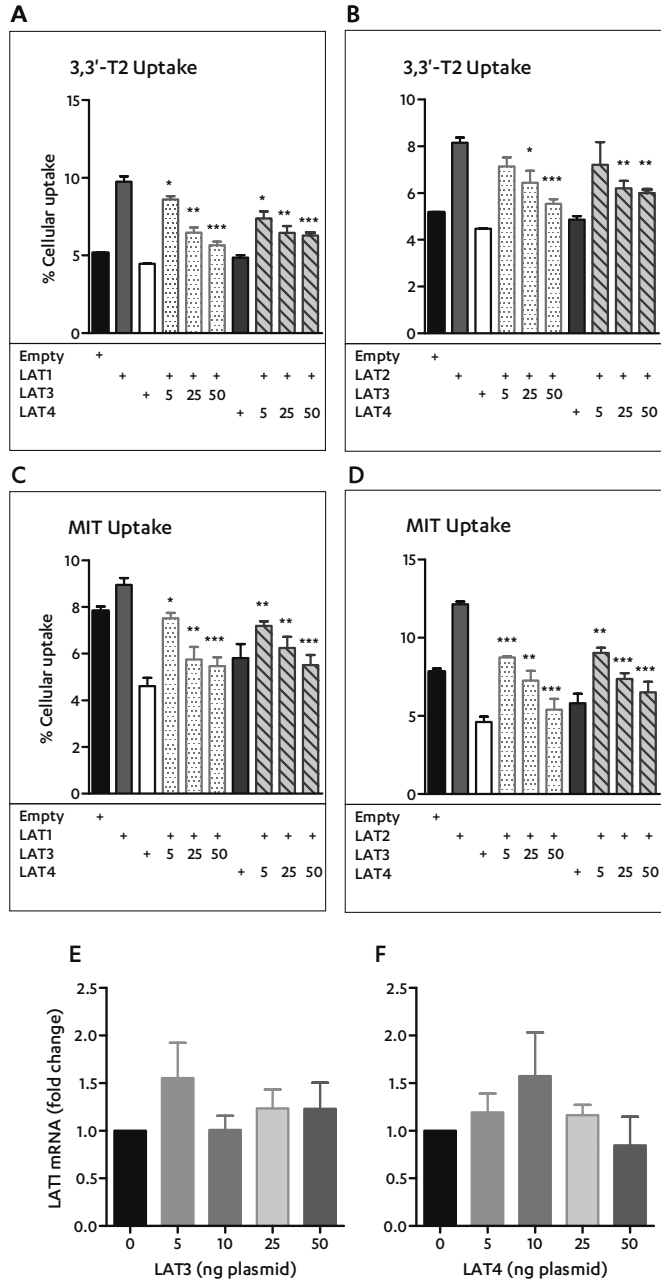 A
3,3'-T2 Uptake
% Cellular uptake
15
10
5
0
* ** *** * ** ***
Empty +
LAT1 + + + + + + +
LAT3 + 5 25 50
LAT4 + 5 25 50
B
3,3'-T2 Uptake
10
8
6
4
2
0
* *** ** **
Empty +
LAT2 + + + + + + +
LAT3 + 5 25 50
LAT4 + 5 25 50
C
MIT Uptake
% Cellular uptake
10
8
6
4
2
0
* ** *** ** ** ***
Empty +
LAT1 + + + + + + +
LAT3 + 5 25 50
LAT4 + 5 25 50
D
MIT Uptake
15
10
5
0
*** ** *** ** *** ***
Empty +
LAT2 + + + + + + +
LAT3 + 5 25 50
LAT4 + 5 25 50
E
LAT1 mRNA (fold change)
2.5
2.0
1.5
1.0
0.5
0.0
0 5 10 25 50
LAT3 (ng plasmid)
F
2.5
2.0
1.5
1.0
0.5
0.0
0 5 10 25 50
LAT4 (ng plasmid)